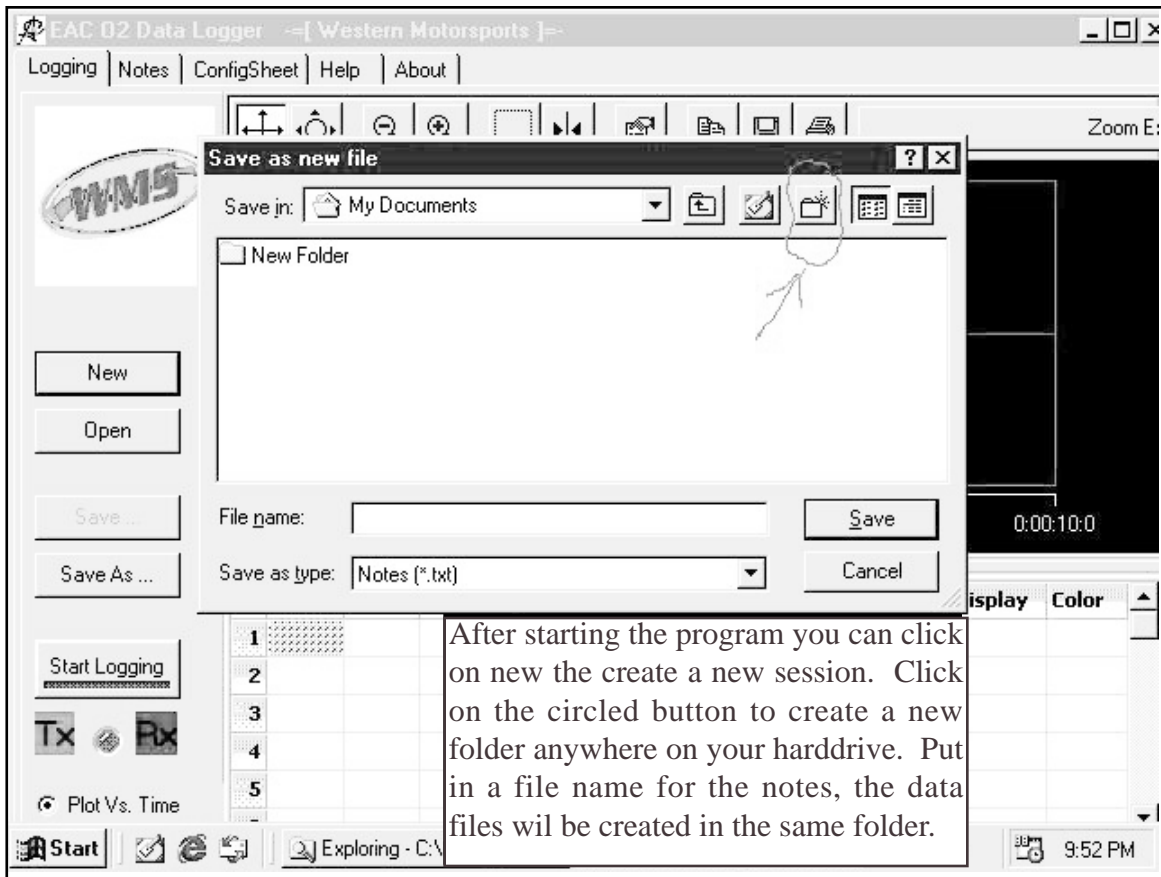 EAC O2 Data Logger -=[ Western Motorsports ]=-
Logging Notes ConfigSheet Help About
Zoom E:
WMS
Save as new file
Save in: My Documents
New Folder
New
Open
Save ...
Save As ...
File name:
Save
Save as type: Notes (*.txt)
Cancel
0:00:10:0
isplay Color
1
2
3
4
5
Start Logging
Tx Rx
Plot Vs. Time
After starting the program you can click
on new the create a new session. Click
on the circled button to create a new
folder anywhere on your harddrive. Put
in a file name for the notes, the data
files wil be created in the same folder.
Start
Exploring - C:\
9:52 PM